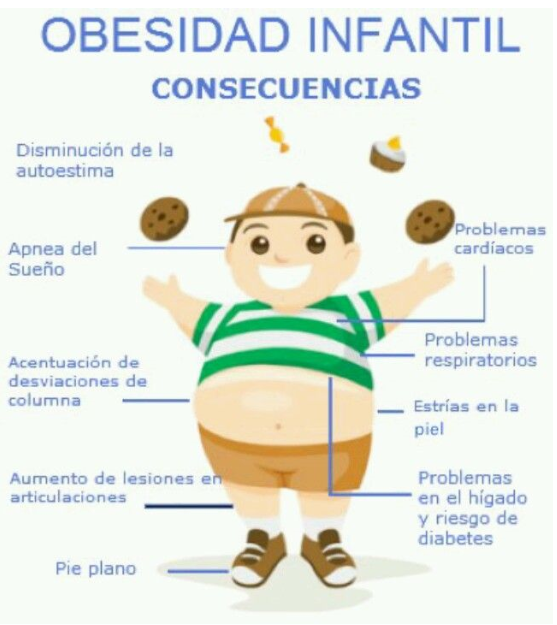 OBESIDAD INFANTIL
CONSECUENCIAS
Disminución de la
autoestima
Apnea del
Sueño
Acentuación de
desviaciones de
columna
Aumento de lesiones en
articulaciones
Pie plano
Problemas
cardíacos
Problemas
respiratorios
Estrías en la
piel
Problemas
en el hígado
y riesgo de
diabetes